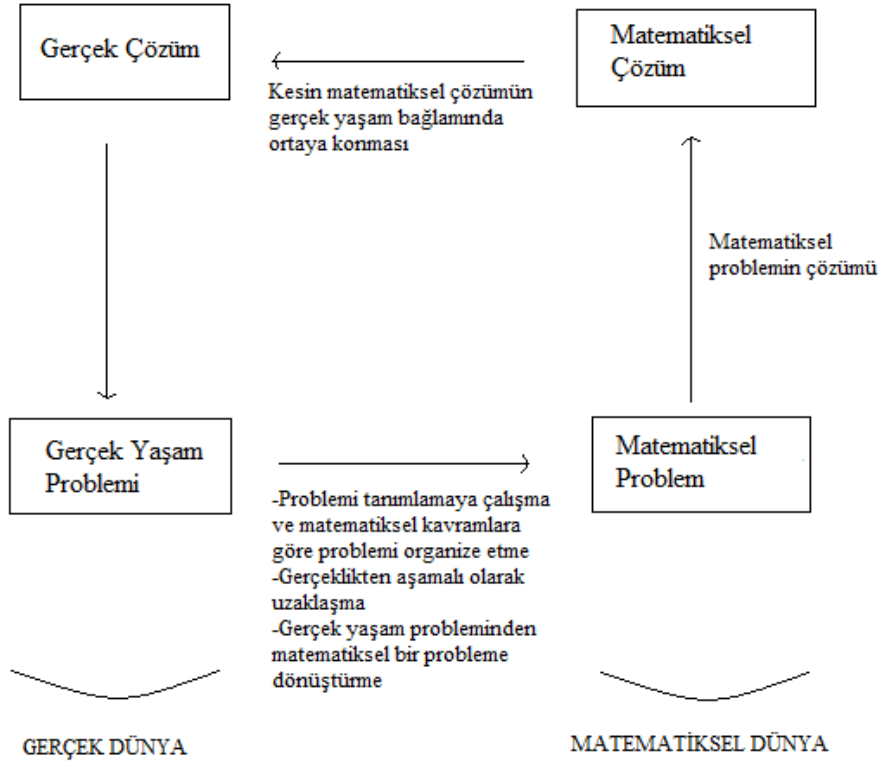 Gerçek Çözüm
Matematiksel
Çözüm
Kesin matematiksel çözümün
gerçek yaşam bağlamında
ortaya konması
Matematiksel
problemin çözümü
Gerçek Yaşam
Problemi
Matematiksel
Problem
-Problemi tanımlamaya çalışma
ve matematiksel kavramlara
göre problemi organize etme
-Gerçeklikten aşamalı olarak
uzaklaşma
-Gerçek yaşam probleminden
matematiksel bir probleme
dönüştürme
GERÇEK DÜNYA
MATEMATİKSEL DÜNYA